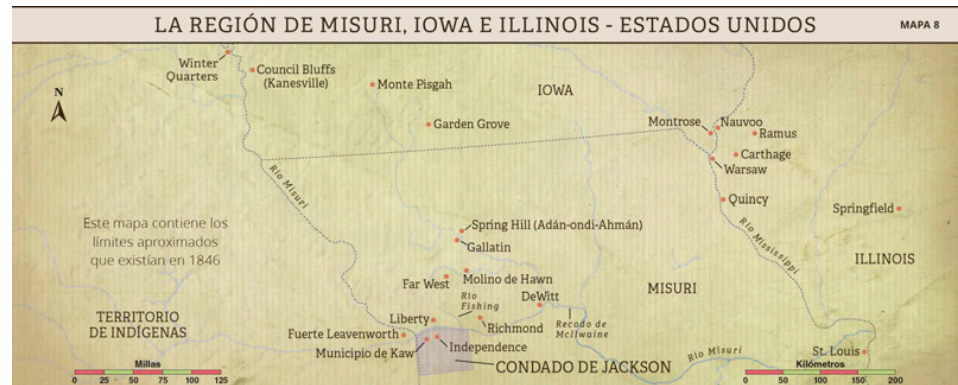 LA REGIÓN DE MISURI, IOWA E ILLINOIS - ESTADOS UNIDOS
MAPA 8
Winter
Quarters
Council Bluffs
(Kanesville)
Monte Pisgah
IOWA
N
Garden Grove
Montrose
Nauvoo
Ramus
Carthage
Warsaw
Río Misuri
Quincy
Springfield
Este mapa contiene los
límites aproximados
que existían en 1846
Spring Hill (Adán-ondi-Ahmán)
Gallatin
Río Mississippi
ILLINOIS
Far West
Molino de Hawn
MISURI
Río
Fishing
DeWitt
TERRITORIO
DE INDÍGENAS
Liberty
Richmond
Recodo de
McIlwaine
Fuerte Leavenworth
Municipio de Kaw
Independence
Río Misuri
St. Louis
CONDADO DE JACKSON
Millas
0 25 50 75 100 125
Kilómetros
0 50 100 150 200